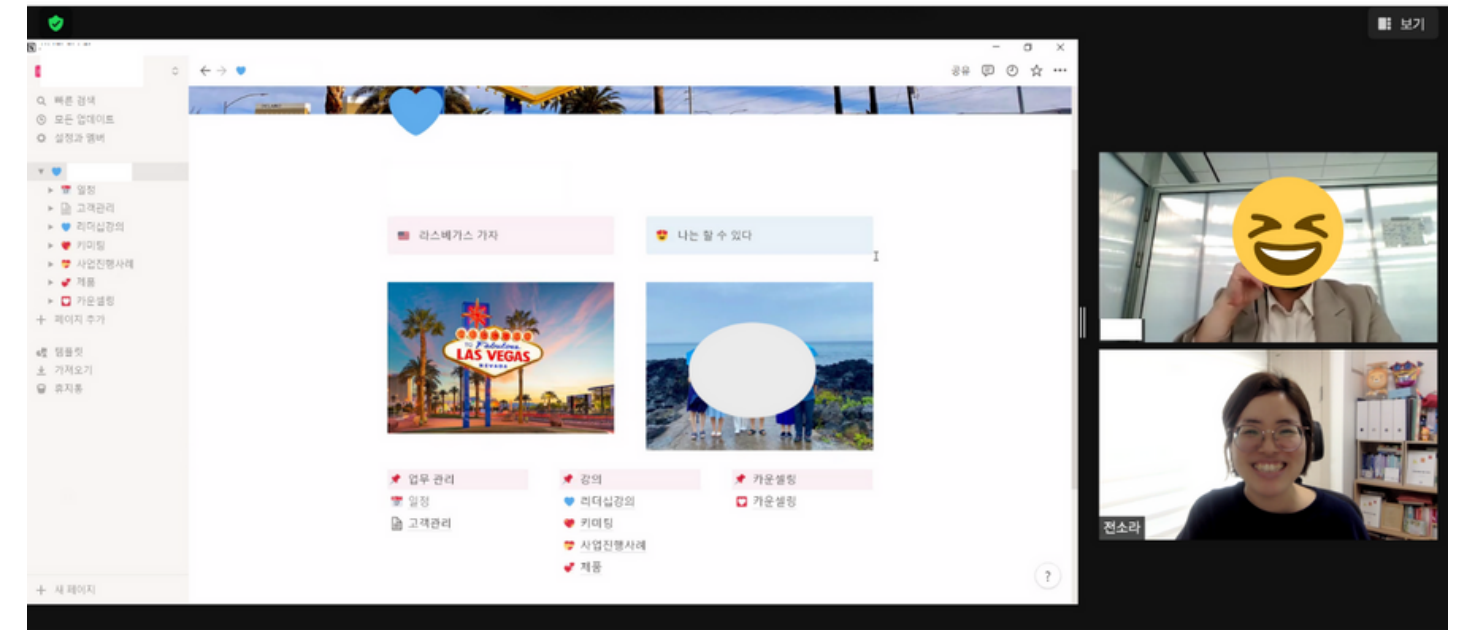 보기
공유
빠른 검색
모든 업데이트
설정과 멤버
일정
고객관리
리더십강의
키미팅
사업진행사례
제품
카운셀링
페이지 추가
템플릿
가져오기
휴지통
새 페이지
라스베가스 가자
나는 할 수 있다
TO Fabulous
LAS VEGAS
NEVADA
업무 관리
일정
고객관리
강의
리더십강의
키미팅
사업진행사례
제품
카운셀링
카운셀링
?
전소라